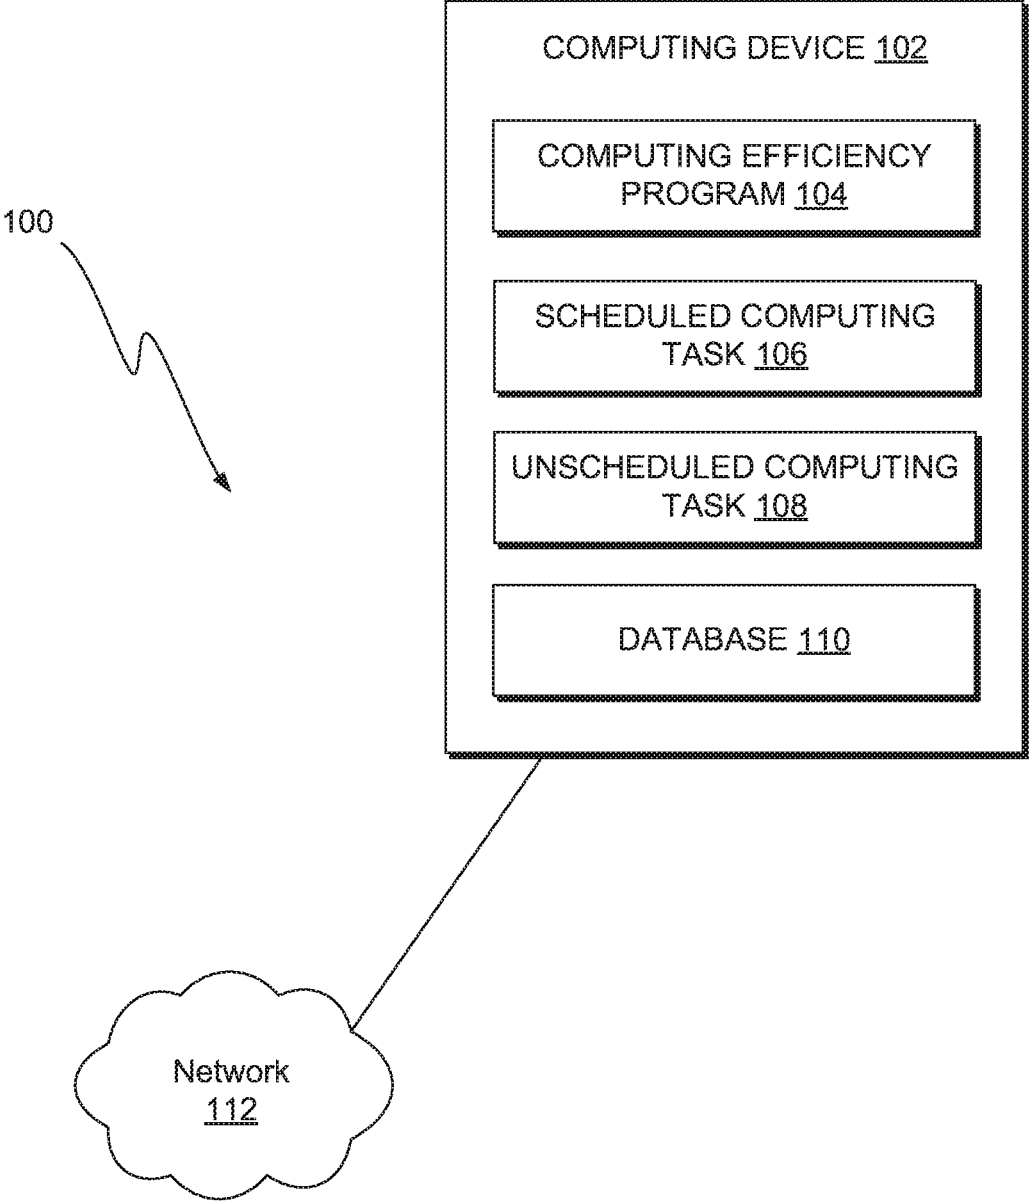 COMPUTING DEVICE 102
COMPUTING EFFICIENCY
PROGRAM 104
100
SCHEDULED COMPUTING
TASK 106
UNSCHEDULED COMPUTING
TASK 108
DATABASE 110
Network
112